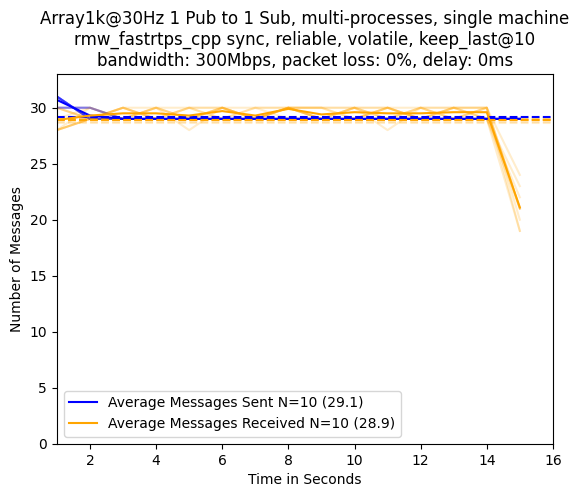 Array1k@30Hz 1 Pub to 1 Sub, multi-processes, single machine
rmw_fastrtps_cpp sync, reliable, volatile, keep_last@10
bandwidth: 300Mbps, packet loss: 0%, delay: 0ms
Number of Messages
30
25
20
15
10
5
0
Average Messages Sent N=10 (29.1)
Average Messages Received N=10 (28.9)
2 4 6 8 10 12 14 16
Time in Seconds